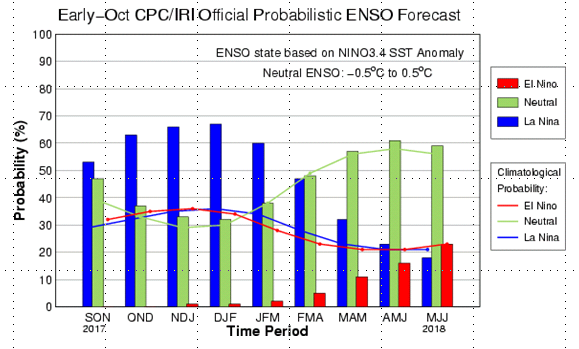 Early-Oct CPC/IRI Official Probabilistic ENSO Forecast
ENSO state based on NINO3.4 SST Anomaly
Neutral ENSO: -0.5°C to 0.5°C
Probability (%)
100
90
80
70
60
50
40
30
20
10
0
SON OND NDJ DJF JFM FMA MAM AMJ MJJ
2017 2018
Time Period
El Nino
Neutral
La Nina
Climatological
Probability:
El Nino
Neutral
La Nina